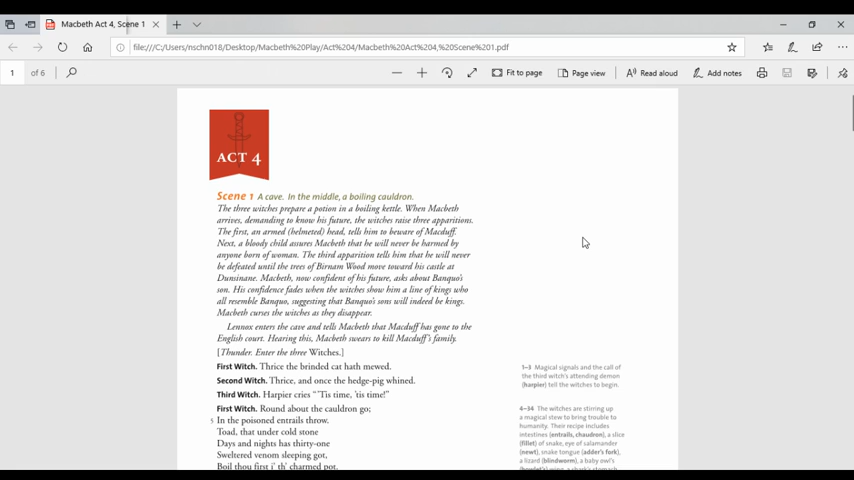 Macbeth Act 4, Scene 1
file:///C:/Users/nschn018/Desktop/Macbeth%20Play/Act%204/Macbeth%20Act%204,%20Scene%201.pdf
1 of 6 Fit to page Page view Read aloud Add notes
ACT 4
Scene 1 A cave. In the middle, a boiling cauldron.
The three witches prepare a potion in a boiling kettle. When Macbeth
arrives, demanding to know his future, the witches raise three apparitions.
The first, an armed (helmeted) head, tells him to beware of Macduff.
Next, a bloody child assures Macbeth that he will never be harmed by
anyone born of woman. The third apparition tells him that he will never
be defeated until the trees of Birnam Wood move toward his castle at
Dunsinane. Macbeth, now confident of his future, asks about Banquo's
son. His confidence fades when the witches show him a line of kings who
all resemble Banquo, suggesting that Banquo's sons will indeed be kings.
Macbeth curses the witches as they disappear.
Lennox enters the cave and tells Macbeth that Macduff has gone to the
English court. Hearing this, Macbeth swears to kill Macduff's family.
[Thunder. Enter the three Witches.]
First Witch. Thrice the brinded cat hath mewed.
Second Witch. Thrice, and once the hedge-pig whined.
Third Witch. Harpier cries "'Tis time, 'tis time!"
First Witch. Round about the cauldron go;
5 In the poisoned entrails throw.
Toad, that under cold stone
Days and nights has thirty-one
Sweltered venom sleeping got,
Boil thou first i' th' charmed pot.
1–3 Magical signals and the call of
the third witch's attending demon
(harpier) tell the witches to begin.
4–34 The witches are stirring up
a magical stew to bring trouble to
humanity. Their recipe includes
intestines (entrails, chaudron), a slice
(fillet) of snake, eye of salamander
(newt), snake tongue (adder's fork),
a lizard (blindworm), a baby owl's
(howlet's) wing, a shark's stomach